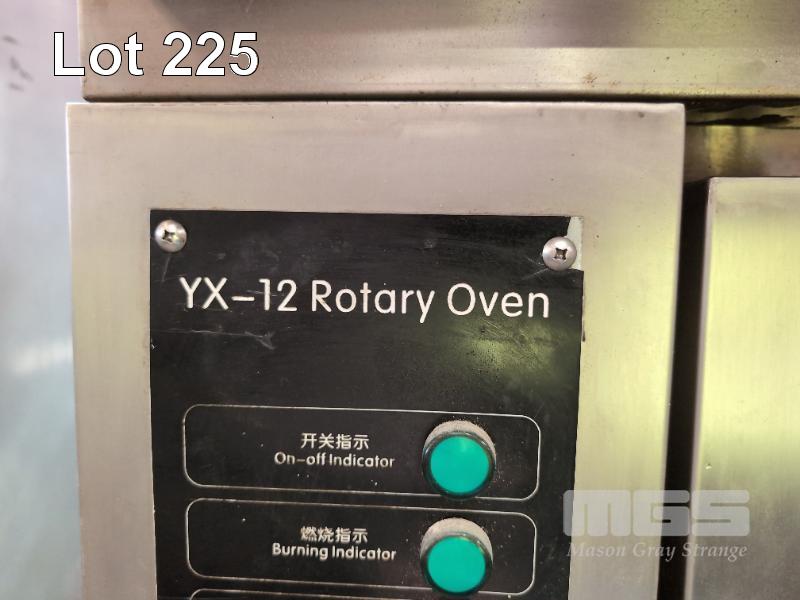 Lot 225
YX-12 Rotary Oven
开关指示
On-off Indicator
燃烧指示
Burning Indicator
MGS
Mason Gray Strange